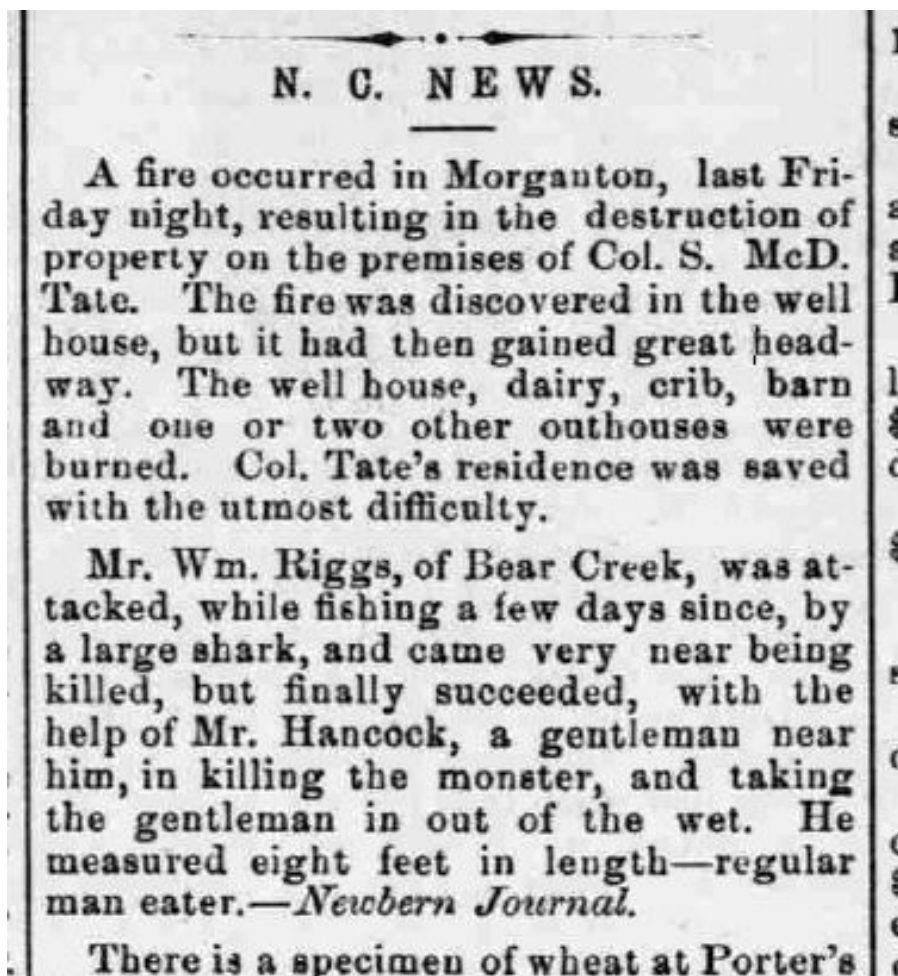 N. C. NEWS.
A fire occurred in Morganton, last Fri-
day night, resulting in the destruction of
property on the premises of Col. S. McD.
Tate. The fire was discovered in the well
house, but it had then gained great head-
way. The well house, dairy, crib, barn
and one or two other outhouses were
burned. Col. Tate's residence was saved
with the utmost difficulty.
Mr. Wm. Riggs, of Bear Creek, was at-
tacked, while fishing a few days since, by
a large shark, and came very near being
killed, but finally succeeded, with the
help of Mr. Hancock, a gentleman near
him, in killing the monster, and taking
the gentleman in out of the wet. He
measured eight feet in length—regular
man eater.—Newbern Journal.
There is a specimen of wheat at Porter's